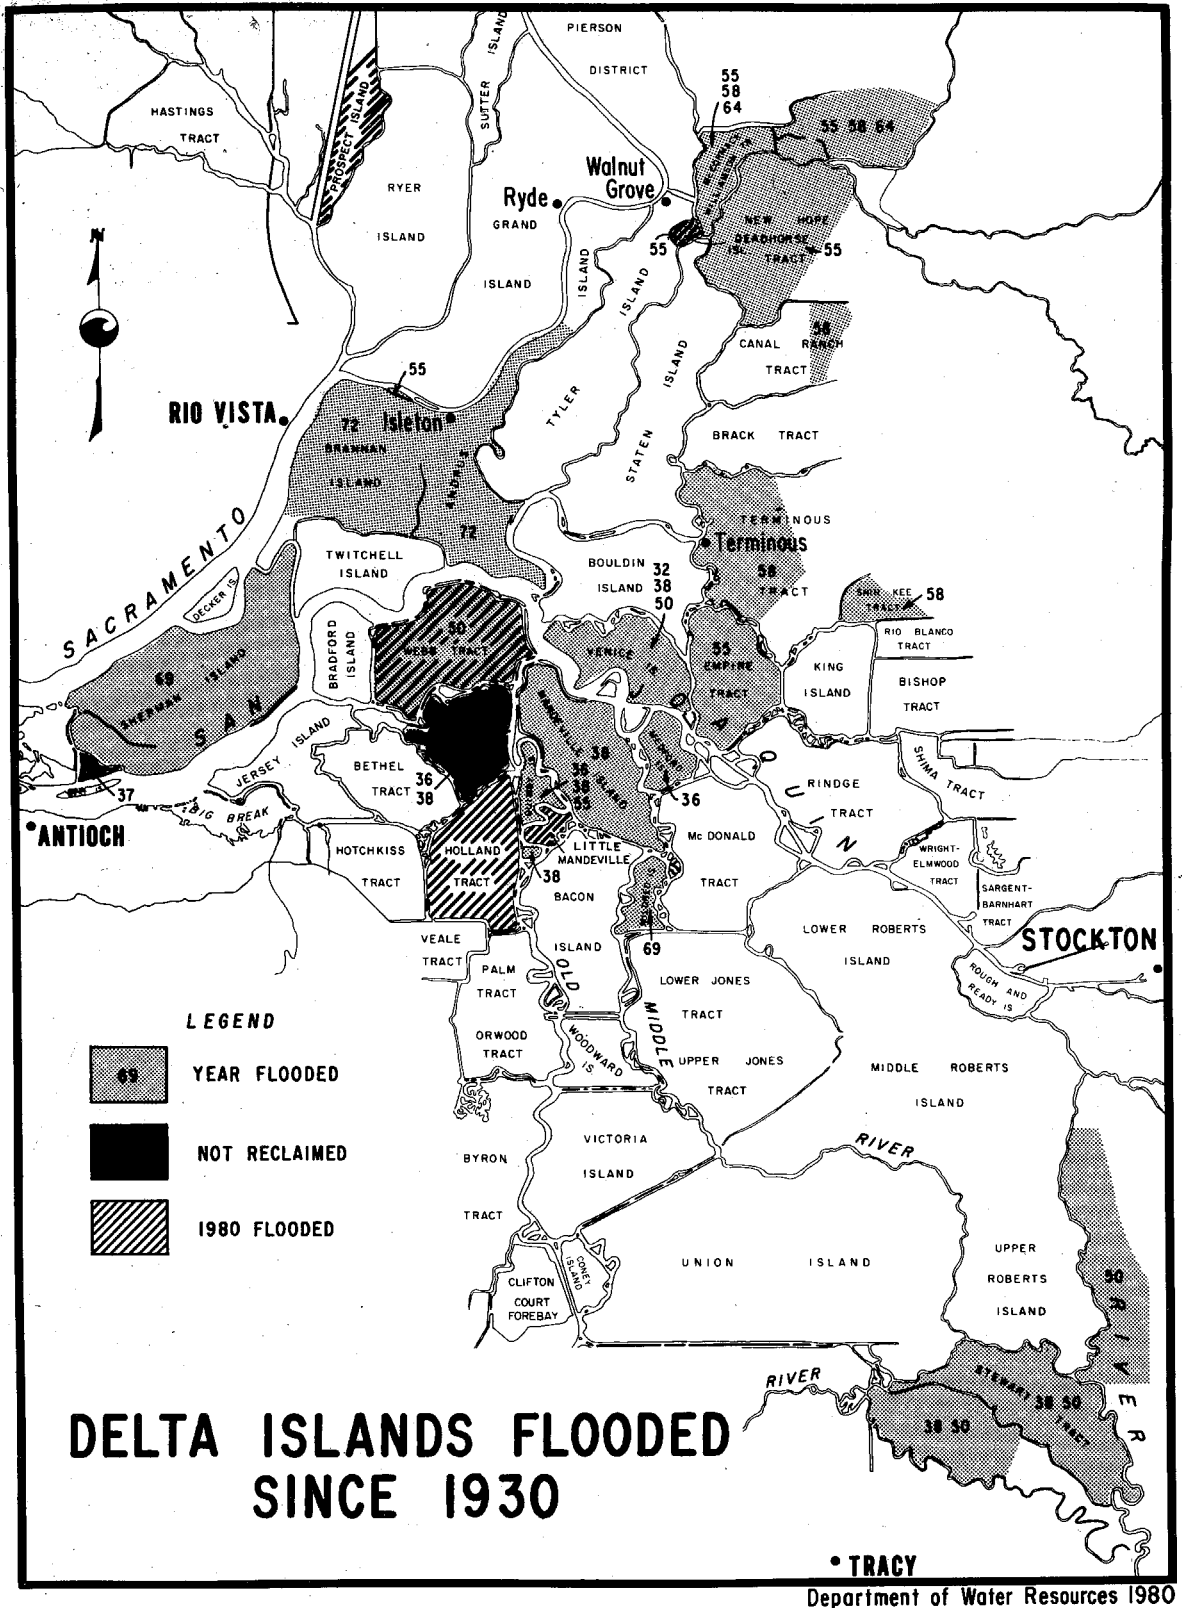 PIERSON
DISTRICT
SUTTER ISLAND
HASTINGS
TRACT
PROSPECT ISLAND
55
58
64
55 58 64
RYER
ISLAND
Walnut
Grove
Ryde
GRAND
ISLAND
NEW HOPE
DEADHORSE
ISL.
TRACT
55
55
N
ISLAND
ISLAND
TYLER
STATEN
ISLAND
58
CANAL RANCH
TRACT
55
RIO VISTA
Isleton
72
BRANNAN
ISLAND
ANDRUS
72
BRACK TRACT
TERMINOUS
Terminous
58
TRACT
SACRAMENTO
TWITCHELL
ISLAND
DECKER IS.
BOULDIN
ISLAND
32
38
50
SHIN KEE
TRACT
58
RIO BLANCO
TRACT
BRADFORD
ISLAND
50
WEBB TRACT
VENICE IS.
55
EMPIRE
TRACT
KING
ISLAND
BISHOP
TRACT
69
SHERMAN ISLAND
SAN JOAQUIN
JERSEY ISLAND
BETHEL
TRACT
36
38
MANDEVILLE ISLAND
38
36
38
55
36
RINDGE
TRACT
SHIMA TRACT
37
BIG BREAK
ANTIOCH
HOTCHKISS
TRACT
HOLLAND
TRACT
LITTLE
MANDEVILLE
38
Mc DONALD
TRACT
WRIGHT-
ELMWOOD
TRACT
SARGENT-
BARNHART
TRACT
BACON
ISLAND
69
LOWER ROBERTS
ISLAND
STOCKTON
VEALE
TRACT
PALM
TRACT
OLD
MIDDLE
LOWER JONES
TRACT
ROUGH AND
READY IS.
ORWOOD
TRACT
WOODWARD
IS.
UPPER JONES
TRACT
MIDDLE ROBERTS
ISLAND
LEGEND
69 YEAR FLOODED
NOT RECLAIMED
1980 FLOODED
BYRON
TRACT
VICTORIA
ISLAND
RIVER
CLIFTON
COURT
FOREBAY
CONEY
ISLAND
UNION ISLAND
UPPER
ROBERTS
ISLAND
50
RIVER
RIVER
STEWART TRACT
38 50
38 50
DELTA ISLANDS FLOODED
SINCE 1930
TRACY
Department of Water Resources 1980